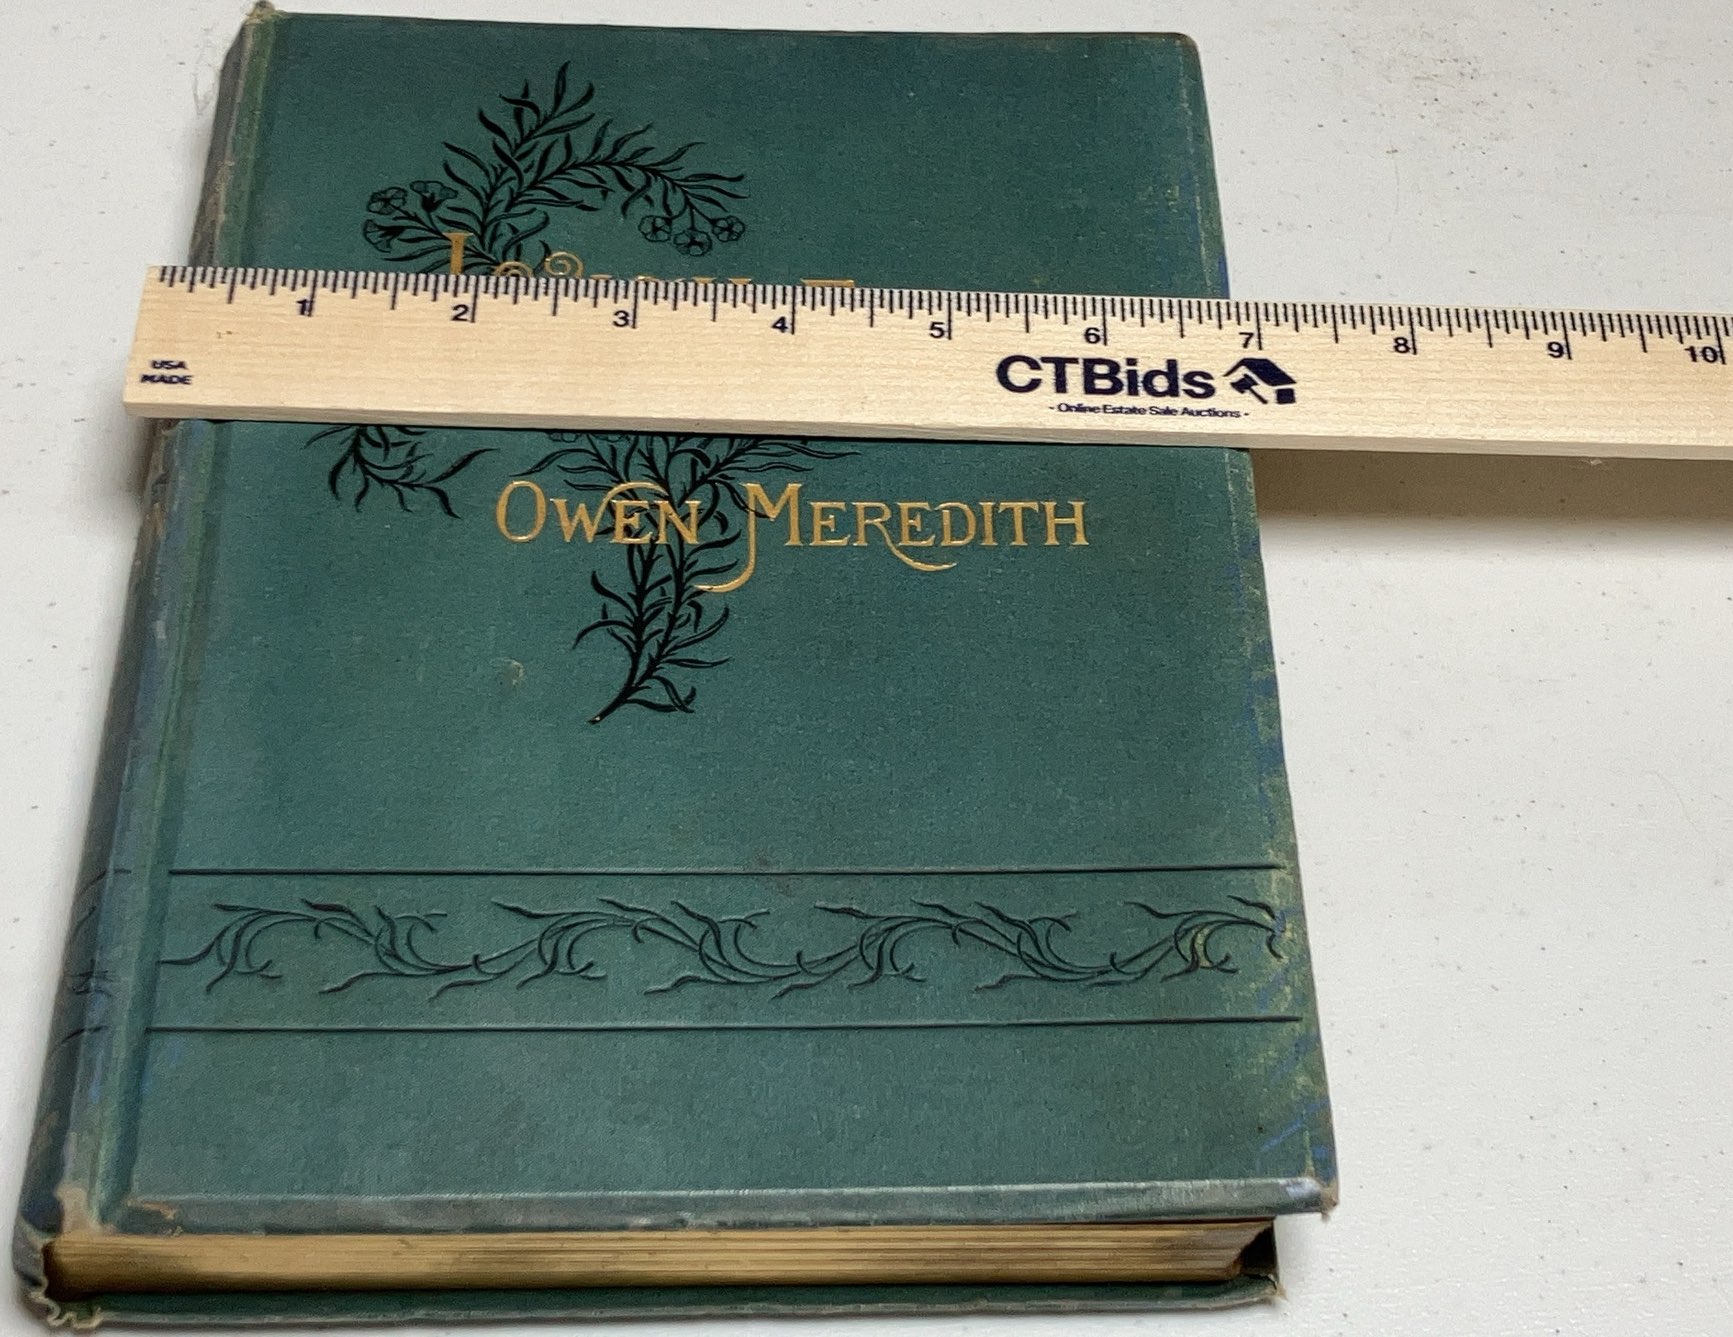 1 2 3 4 5 6 7 8 9 10
USA
MADE
CTBids
- Online Estate Sale Auctions -
OWEN MEREDITH